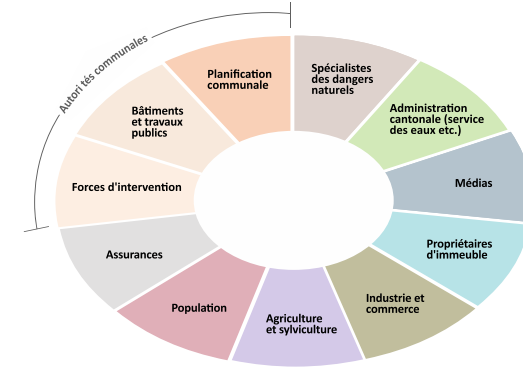 Autori tés communales
Planification
communale
Spécialistes
des dangers
naturels
Administration
cantonale (service
des eaux etc.)
Médias
Propriétaires
d'immeuble
Industrie et
commerce
Agriculture
et sylviculture
Population
Assurances
Forces d'intervention
Bâtiments
et travaux
publics